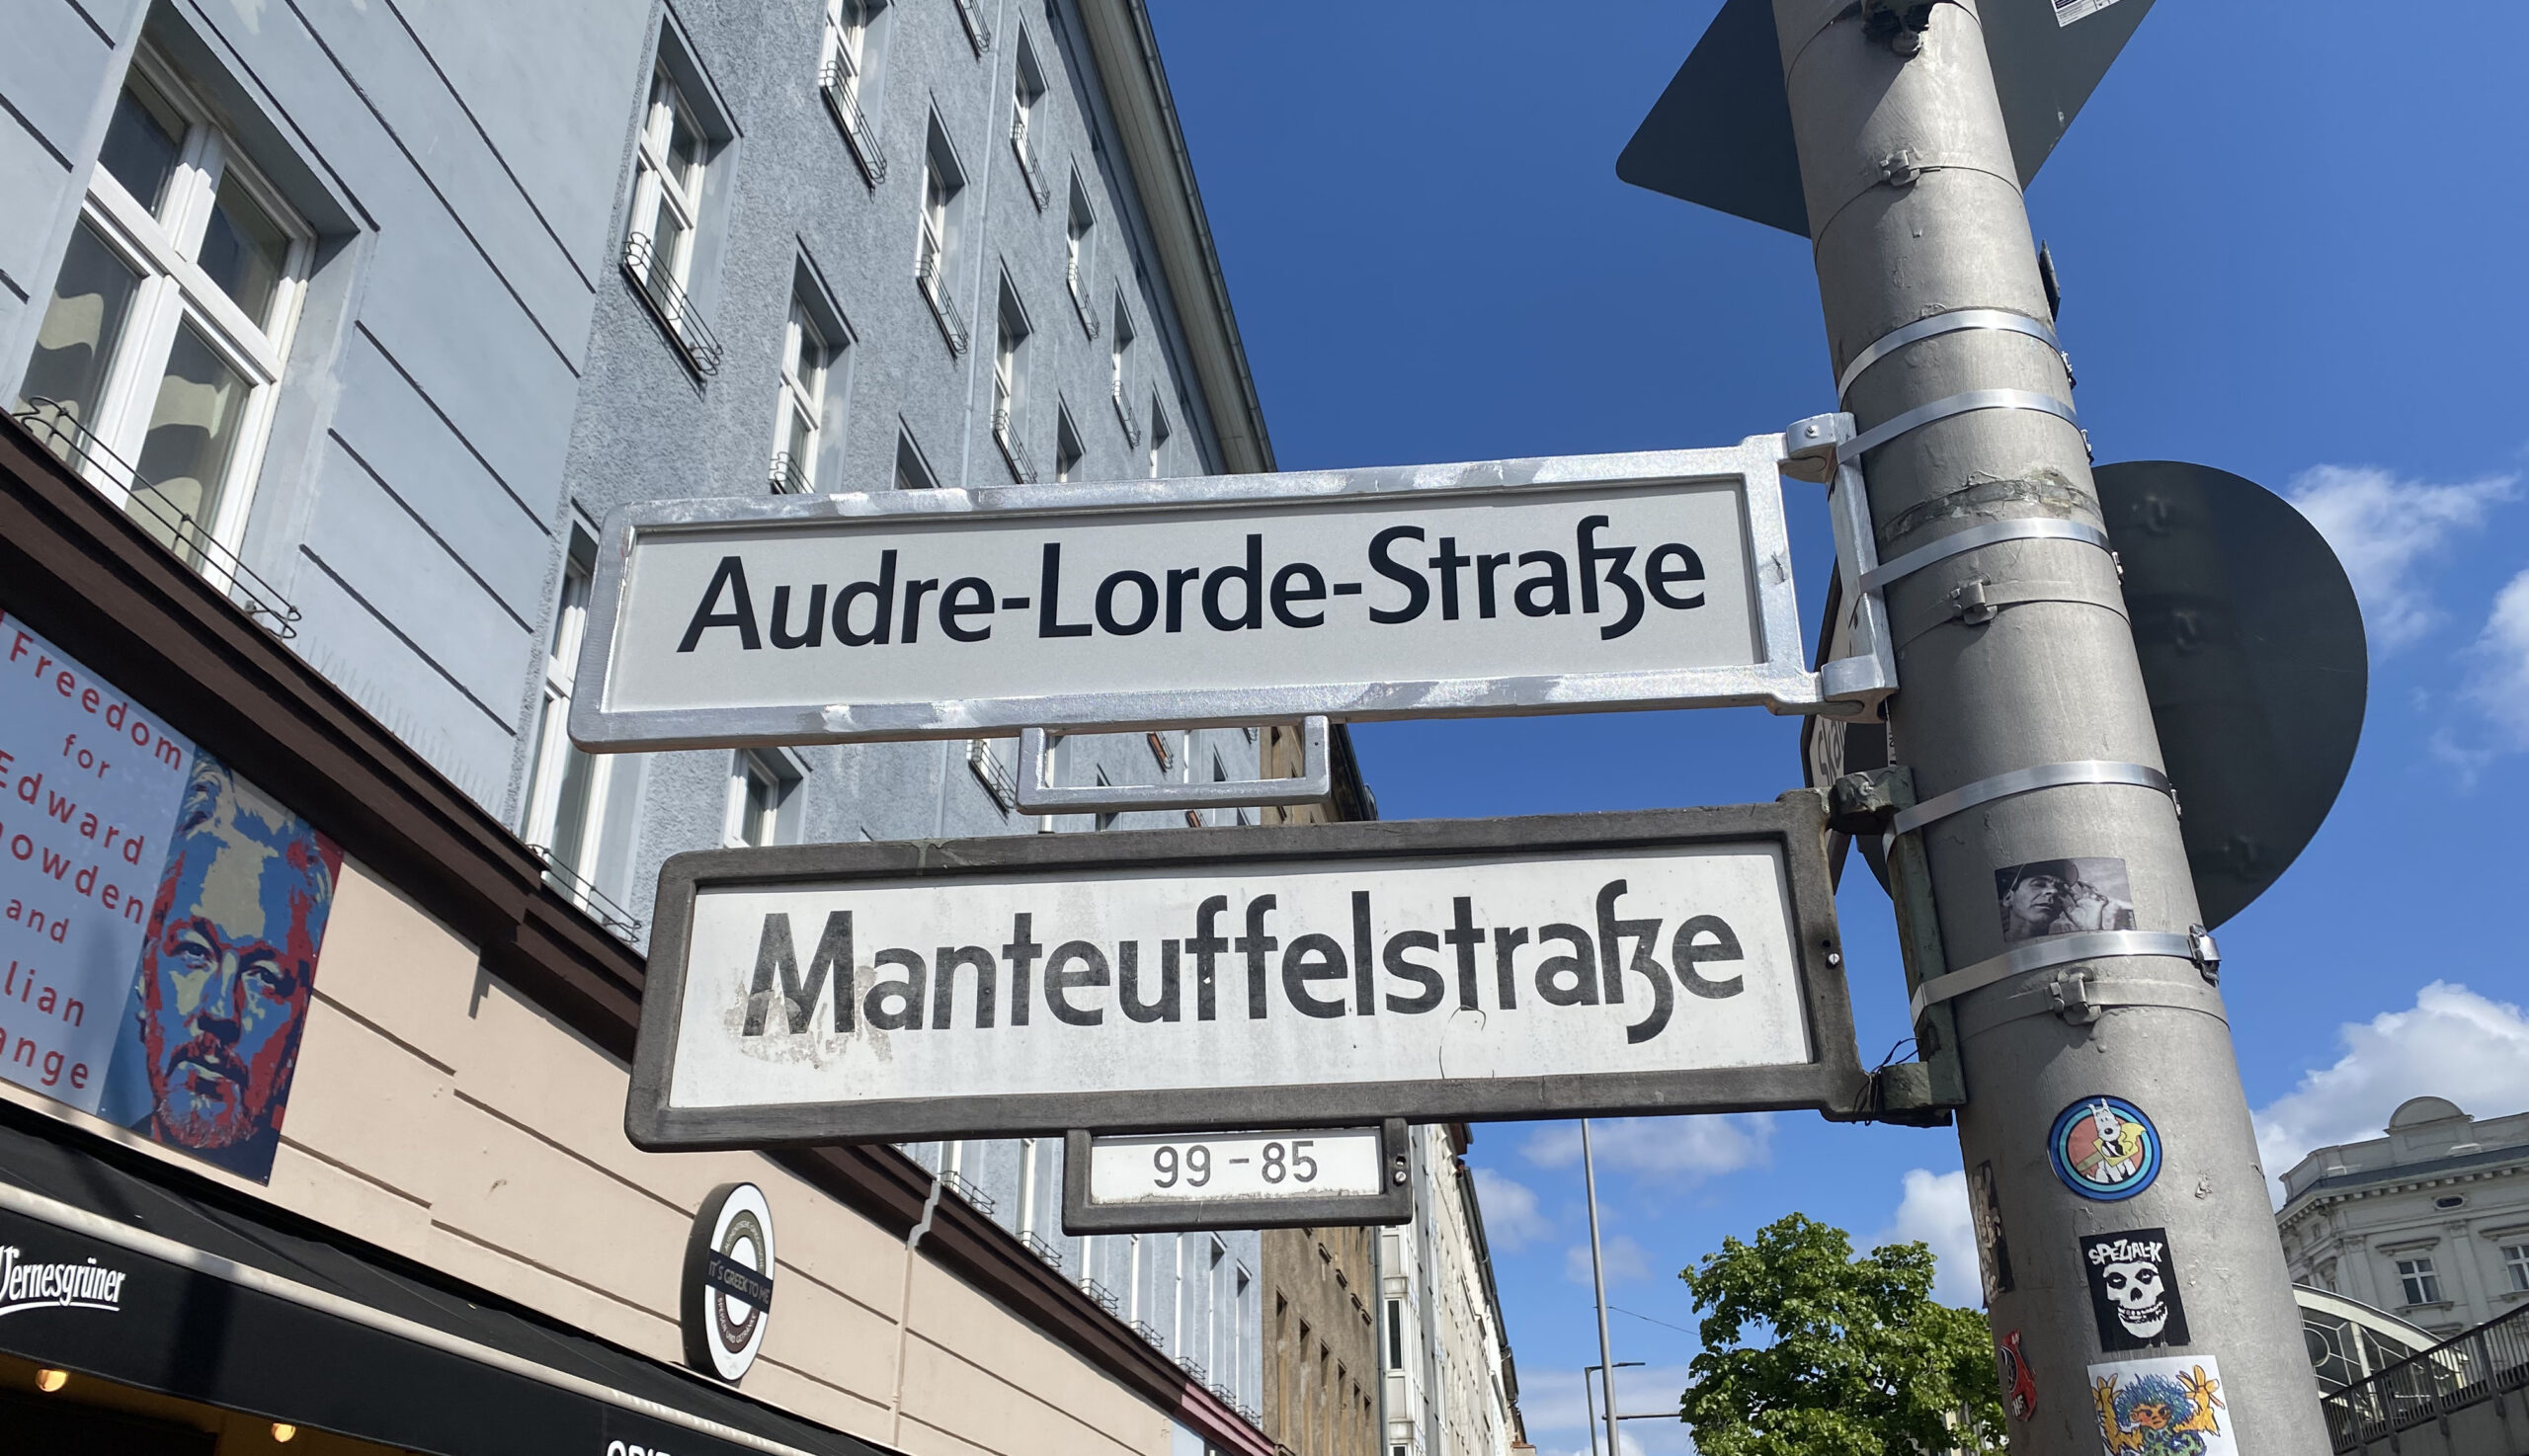 Audre-Lorde-Straße
Manteuffelstraße
99 - 85
Freedom
for
Edward
nowden
and
lian
ange
Wernesgrüner
IT'S GREEK TO ME
SPEZIAL-K
Ska